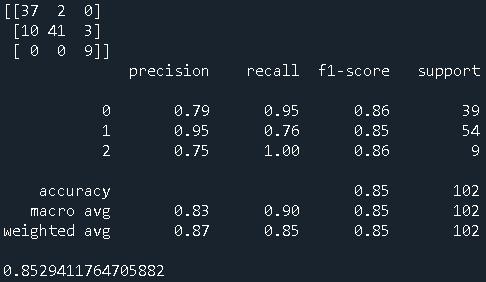 [[37  2  0]
 [10 41  3]
 [ 0  0  9]]
              precision    recall  f1-score   support

           0       0.79      0.95      0.86        39
           1       0.95      0.76      0.85        54
           2       0.75      1.00      0.86         9

    accuracy                           0.85       102
   macro avg       0.83      0.90      0.85       102
weighted avg       0.87      0.85      0.85       102

0.8529411764705882